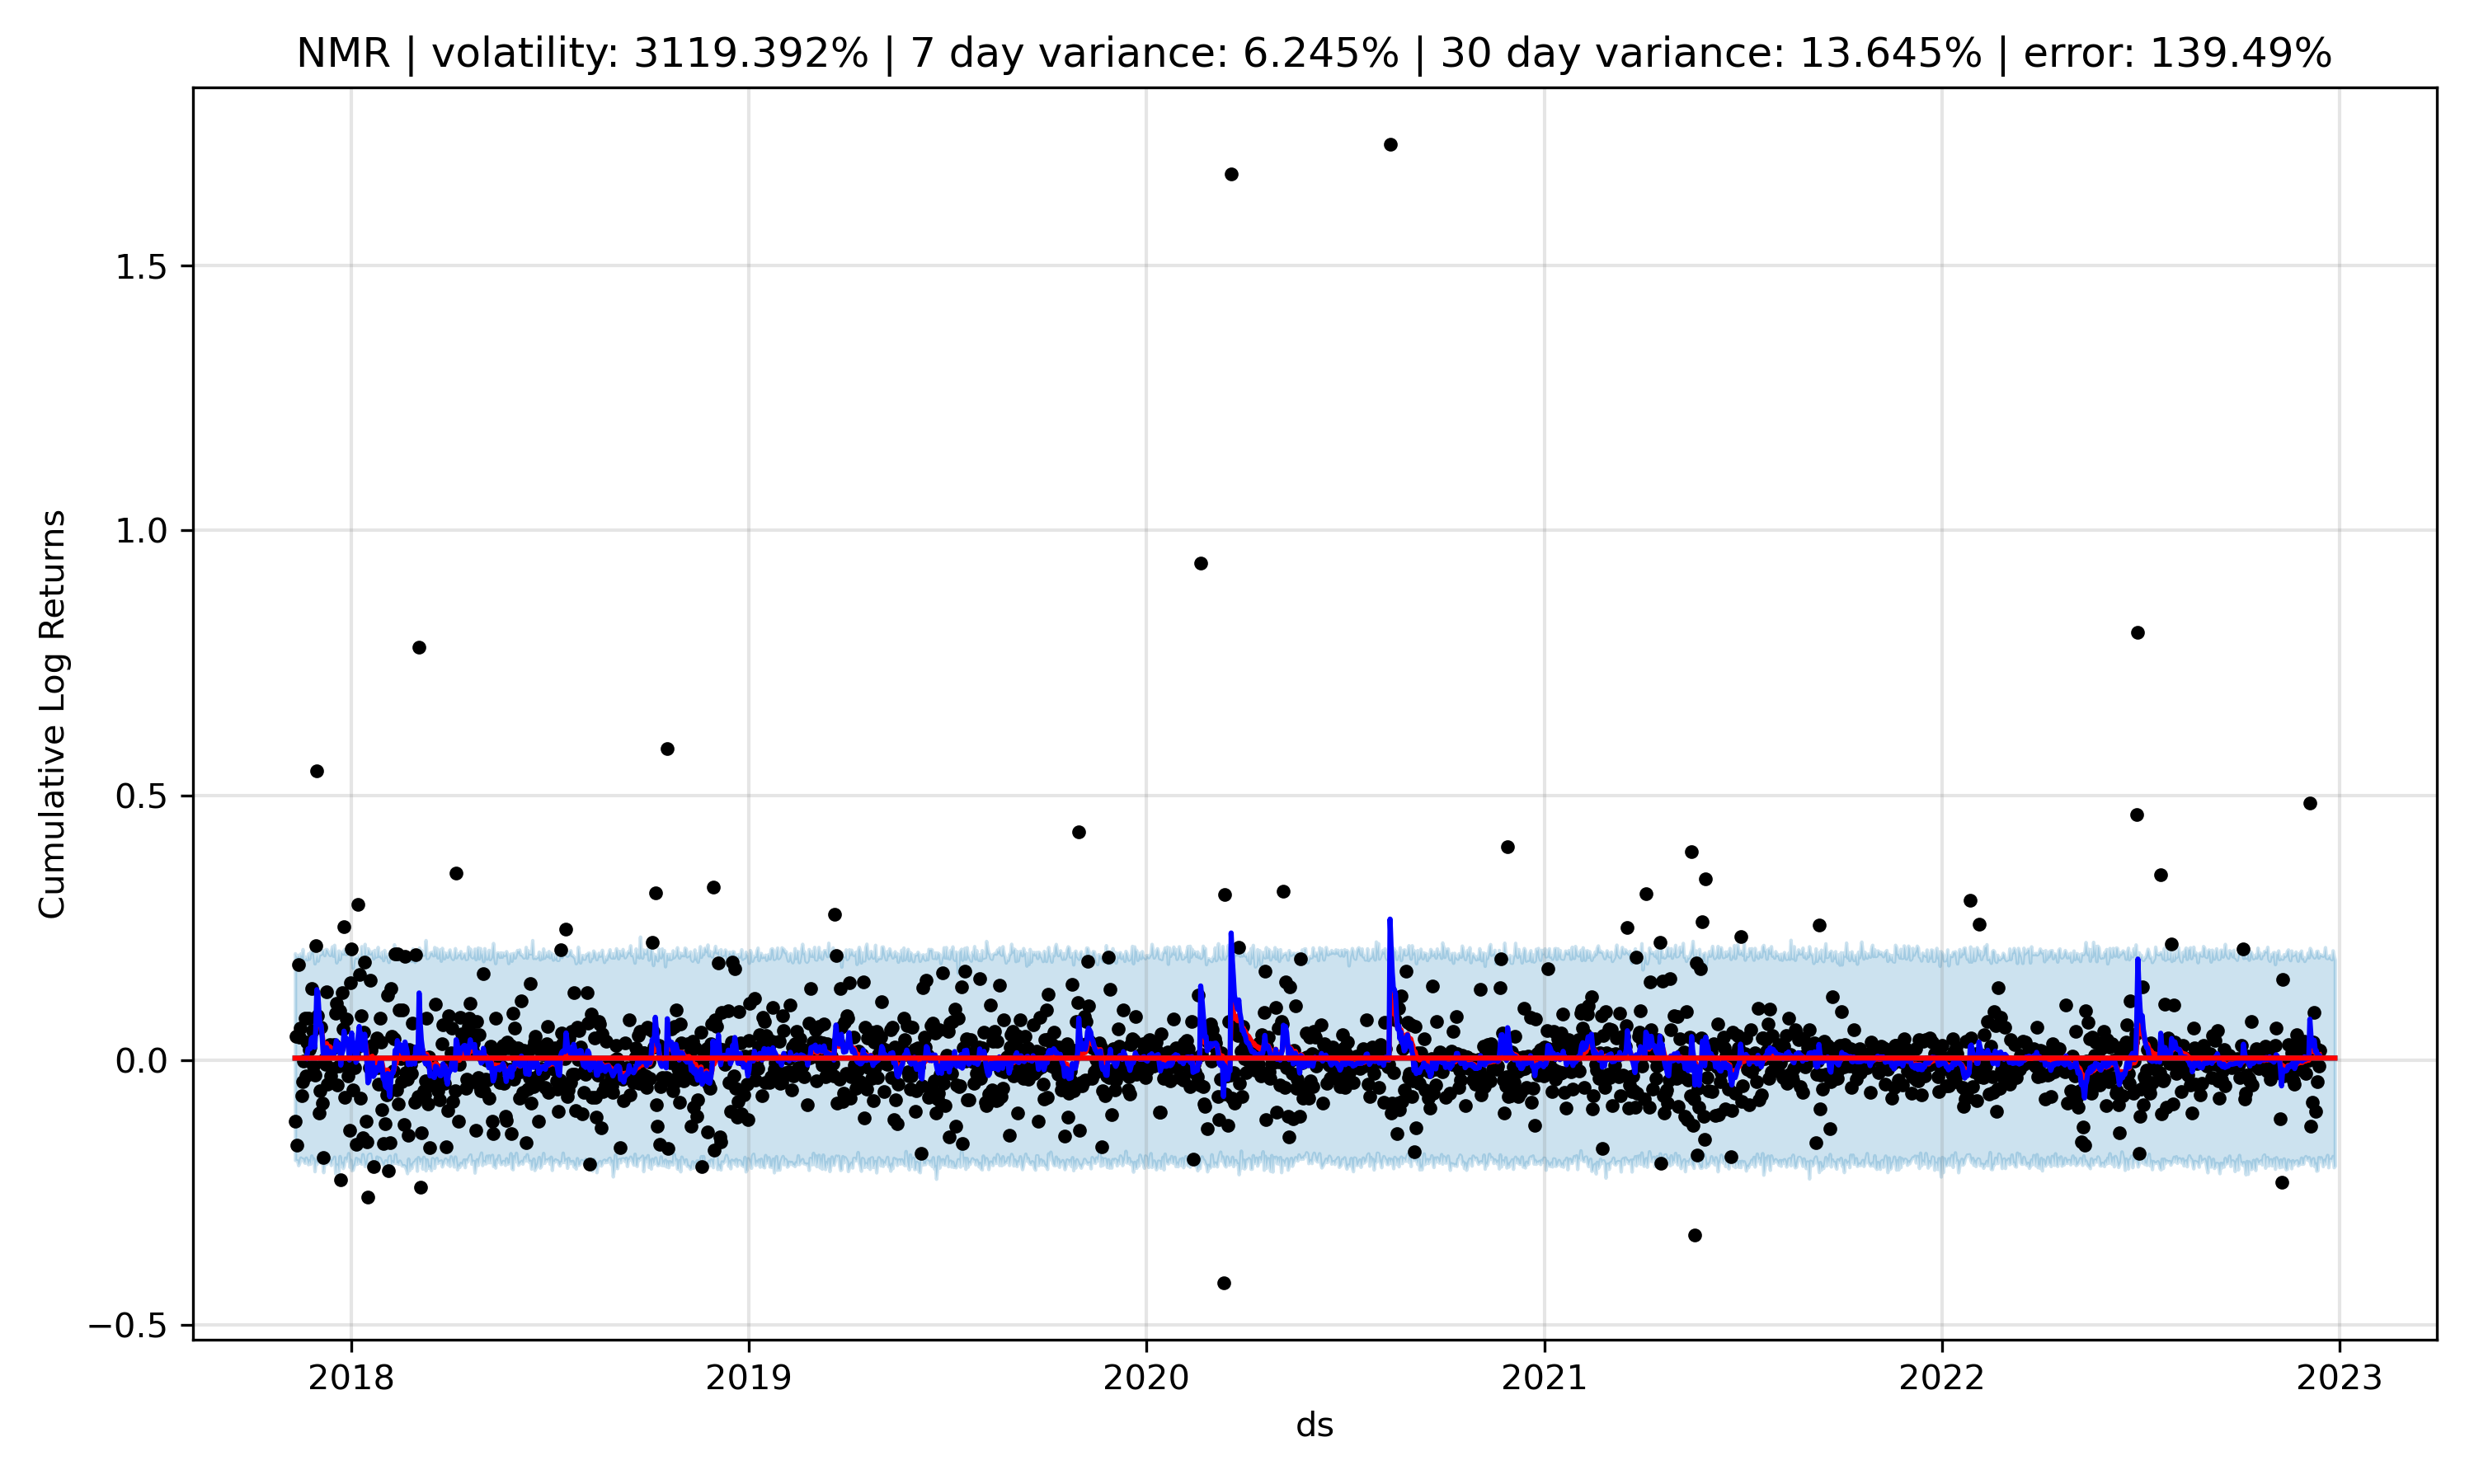 NMR | volatility: 3119.392% | 7 day variance: 6.245% | 30 day variance: 13.645% | error: 139.49%
Cumulative Log Returns
1.5
1.0
0.5
0.0
−0.5
2018 2019 2020 2021 2022 2023
ds